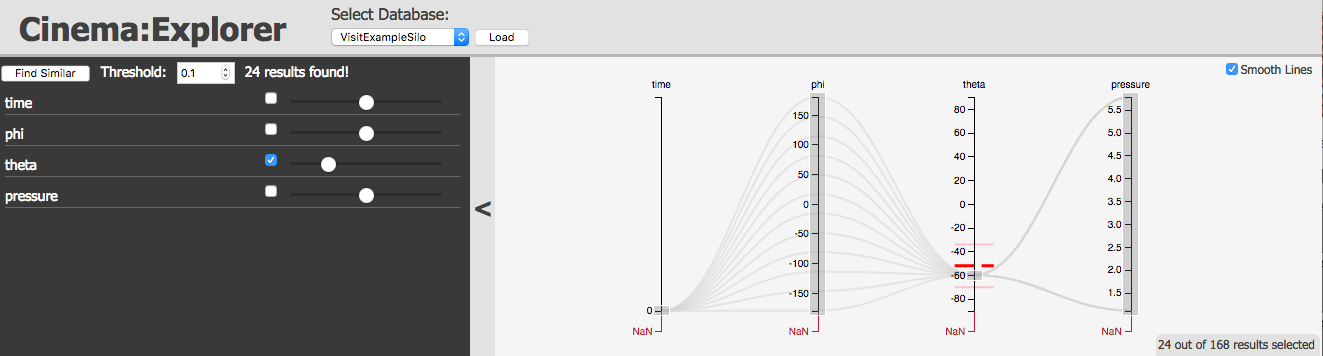 Cinema:Explorer
Select Database:
VisitExampleSilo Load
Find Similar Threshold: 0.1 24 results found!
time
phi
theta
pressure
<
Smooth Lines
time phi theta pressure
0
NaN
150
100
50
0
-50
-100
-150
NaN
80
60
40
20
0
-20
-40
-60
-80
NaN
5.5
5.0
4.5
4.0
3.5
3.0
2.5
2.0
1.5
NaN
24 out of 168 results selected